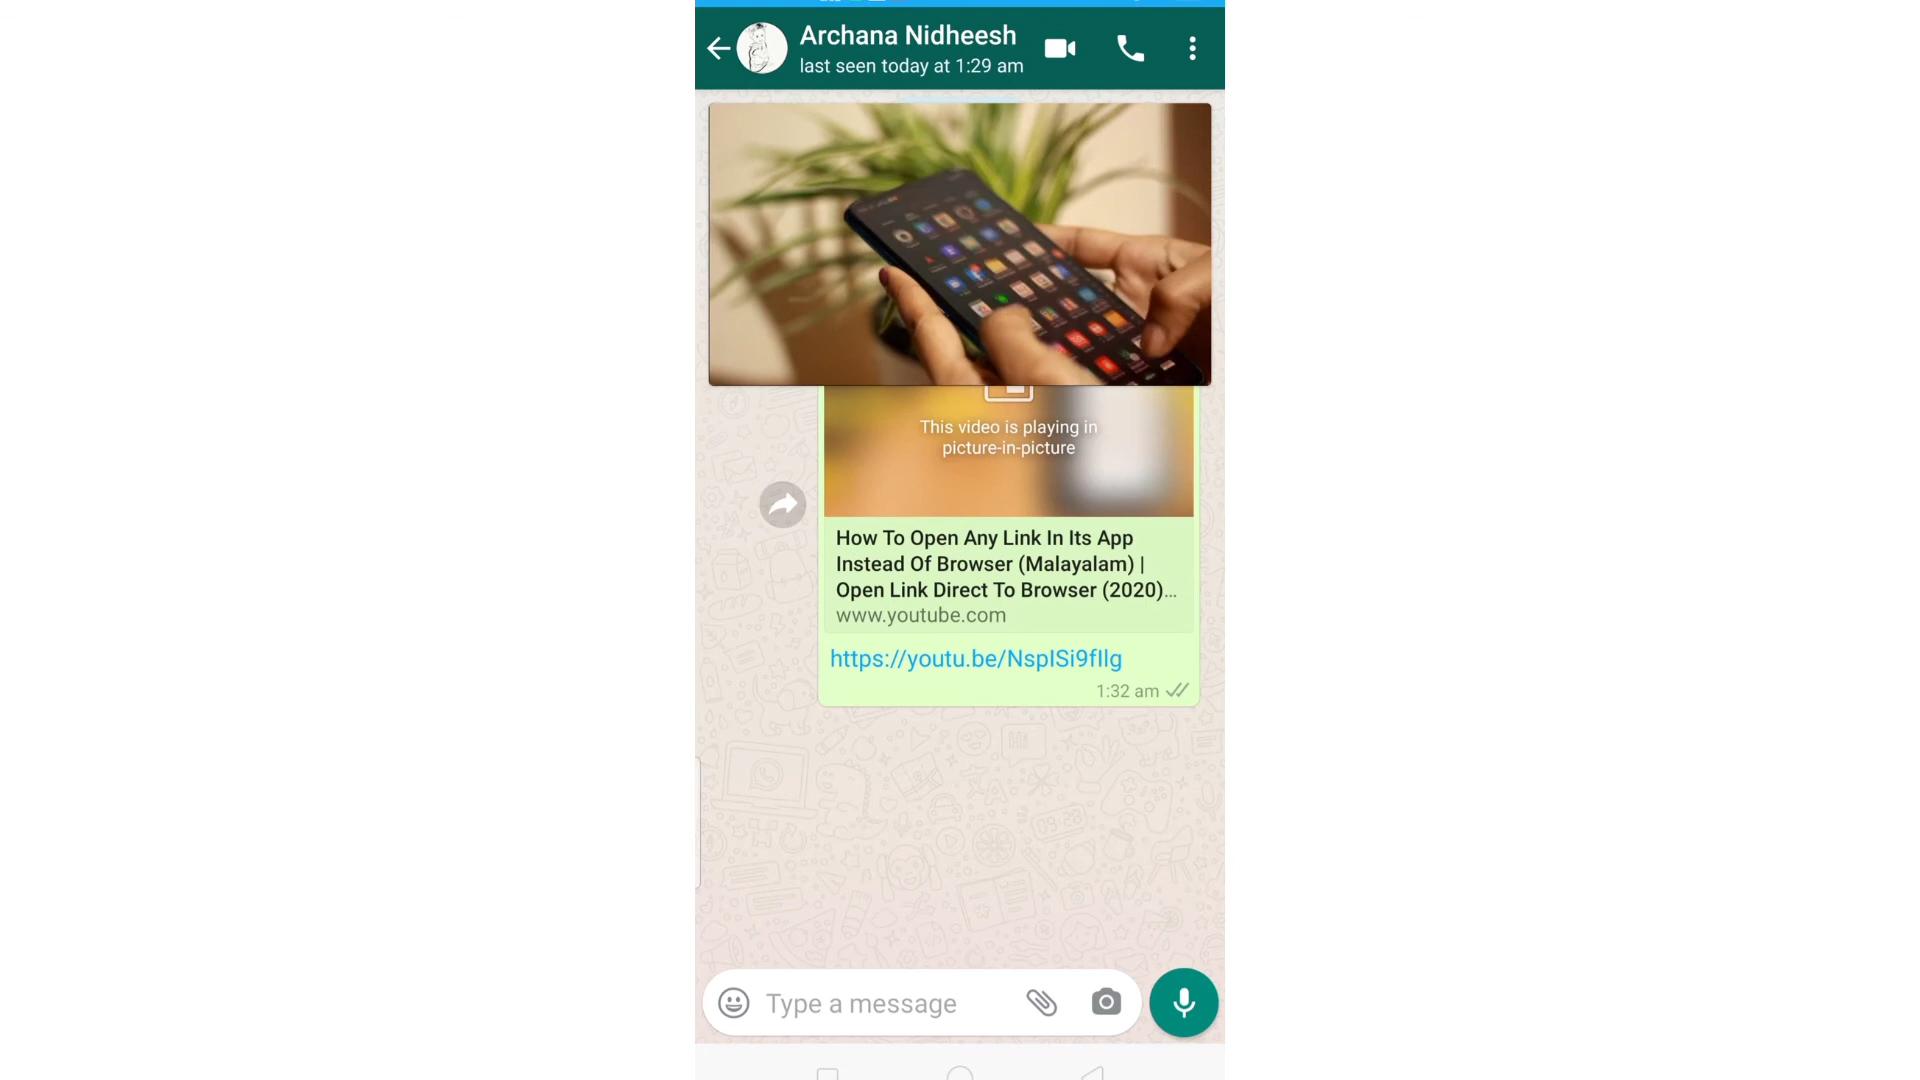 Archana Nidheesh
last seen today at 1:29 am
This video is playing in
picture-in-picture
How To Open Any Link In Its App
Instead Of Browser (Malayalam) |
Open Link Direct To Browser (2020)...
www.youtube.com
https://youtu.be/NspISi9fIlg
1:32 am
Type a message